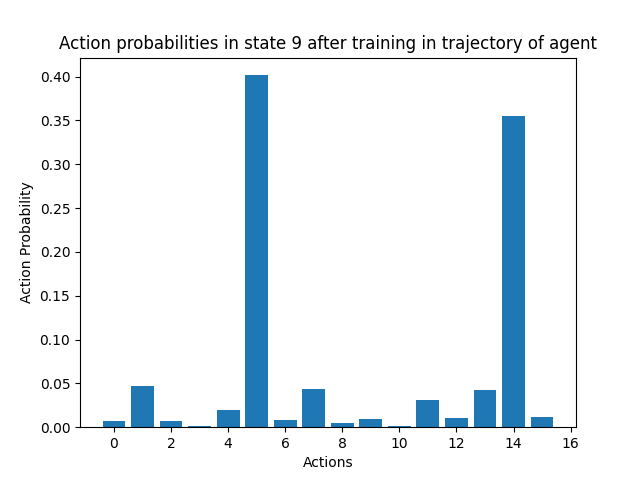 Action probabilities in state 9 after training in trajectory of agent
0.40
0.35
0.30
0.25
0.20
0.15
0.10
0.05
0.00
Action Probability
0 2 4 6 8 10 12 14 16
Actions